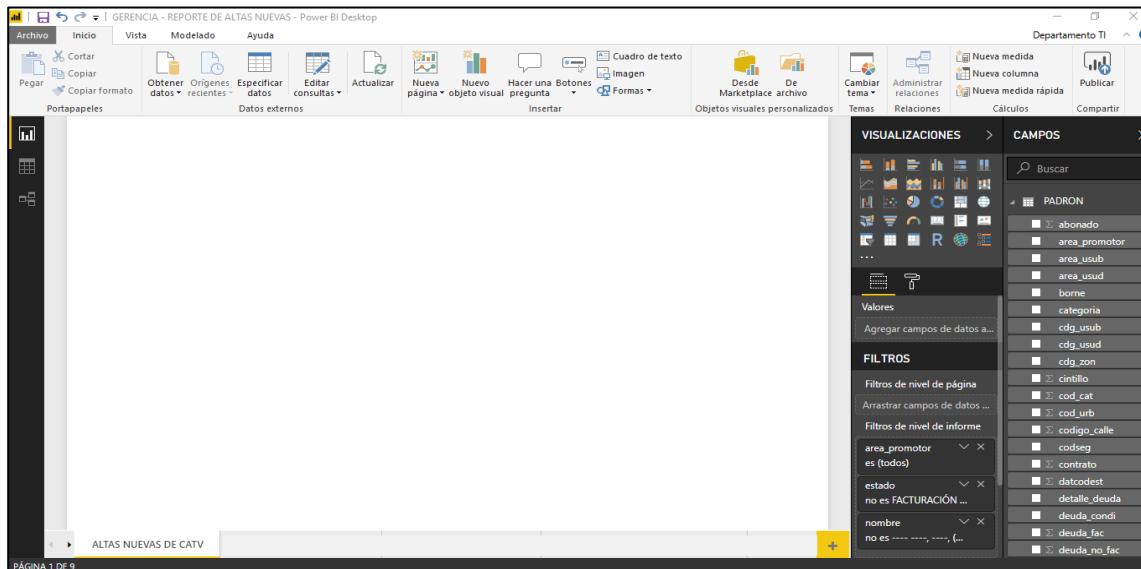 GERENCIA - REPORTE DE ALTAS NUEVAS - Power BI Desktop
Archivo Inicio Vista Modelado Ayuda Departamento TI
Pegar
Cortar
Copiar
Copiar formato
Portapapeles
Obtener datos
Orígenes recientes
Especificar datos
Editar consultas
Datos externos
Actualizar
Nueva página
Nuevo objeto visual
Hacer una pregunta
Botones
Cuadro de texto
Imagen
Formas
Insertar
Desde Marketplace
De archivo
Objetos visuales personalizados
Cambiar tema
Temas
Administrar relaciones
Relaciones
Nueva medida
Nueva columna
Nueva medida rápida
Cálculos
Publicar
Compartir
VISUALIZACIONES
R
...
Valores
Agregar campos de datos a...
FILTROS
Filtros de nivel de página
Arrastrar campos de datos ...
Filtros de nivel de informe
area_promotor
es (todos)
estado
no es FACTURACIÓN ...
nombre
no es ---- ----, ----, (...
CAMPOS
Buscar
PADRON
Σ abonado
area_promotor
area_usub
area_usud
borne
categoria
cdg_usub
cdg_usud
cdg_zon
Σ cintillo
Σ cod_cat
Σ cod_urb
Σ codigo_calle
codseg
Σ contrato
Σ datcodest
detalle_deuda
deuda_condi
Σ deuda_fac
Σ deuda_no_fac
ALTAS NUEVAS DE CATV
PÁGINA 1 DE 9